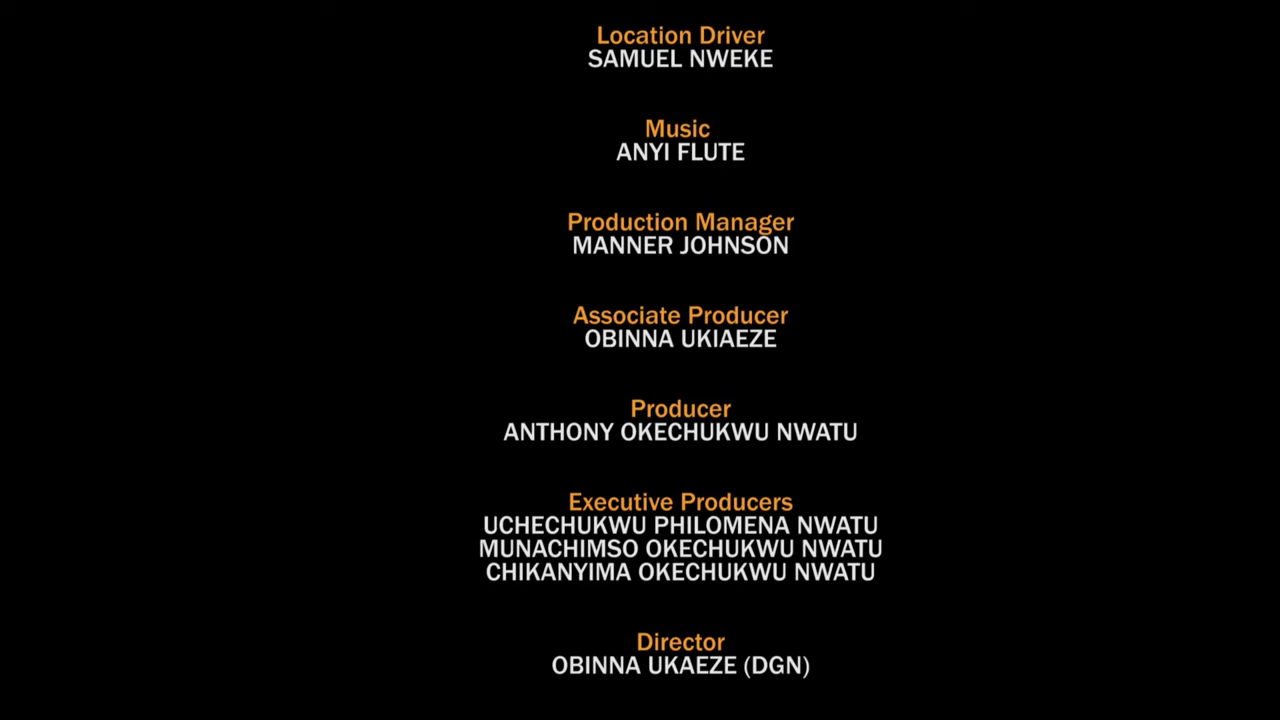 Location Driver
SAMUEL NWEKE
Music
ANYI FLUTE
Production Manager
MANNER JOHNSON
Associate Producer
OBINNA UKIAEZE
Producer
ANTHONY OKECHUKWU NWATU
Executive Producers
UCHECHUKWU PHILOMENA NWATU
MUNACHIMSO OKECHUKWU NWATU
CHIKANYIMA OKECHUKWU NWATU
Director
OBINNA UKAEZE (DGN)